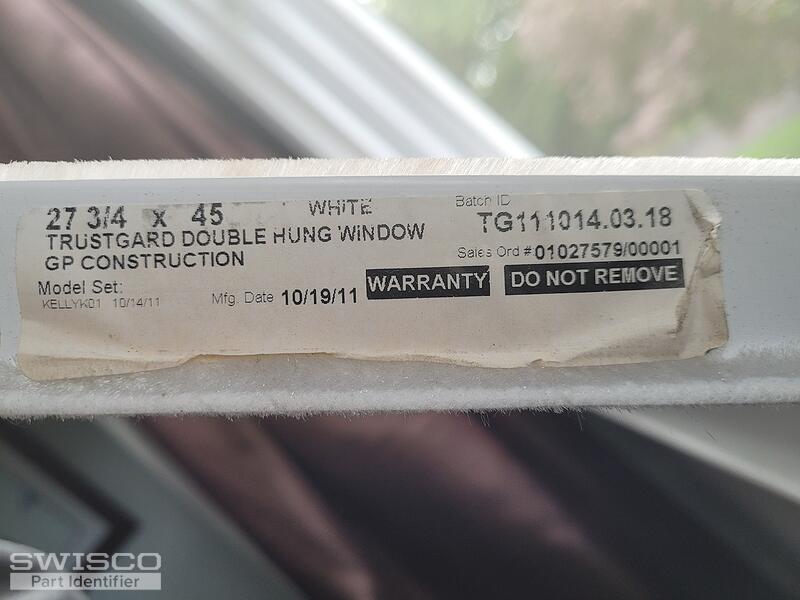 27 3/4 x 45 WHITE
TRUSTGARD DOUBLE HUNG WINDOW
GP CONSTRUCTION
Model Set:
KELLYK01 10/14/11
Mfg. Date 10/19/11
Batch ID
TG111014.03.18
Sales Ord #:01027579/00001
WARRANTY DO NOT REMOVE
SWISCO
Part Identifier